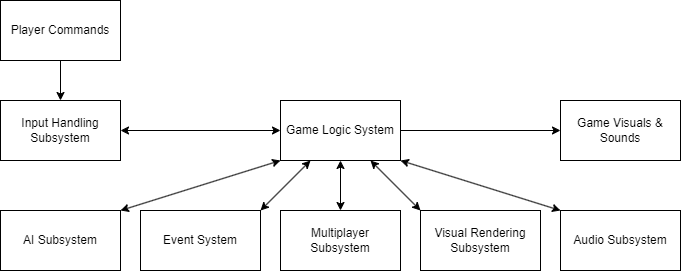 Player Commands
Input Handling
Subsystem
Game Logic System
Game Visuals &
Sounds
AI Subsystem
Event System
Multiplayer
Subsystem
Visual Rendering
Subsystem
Audio Subsystem